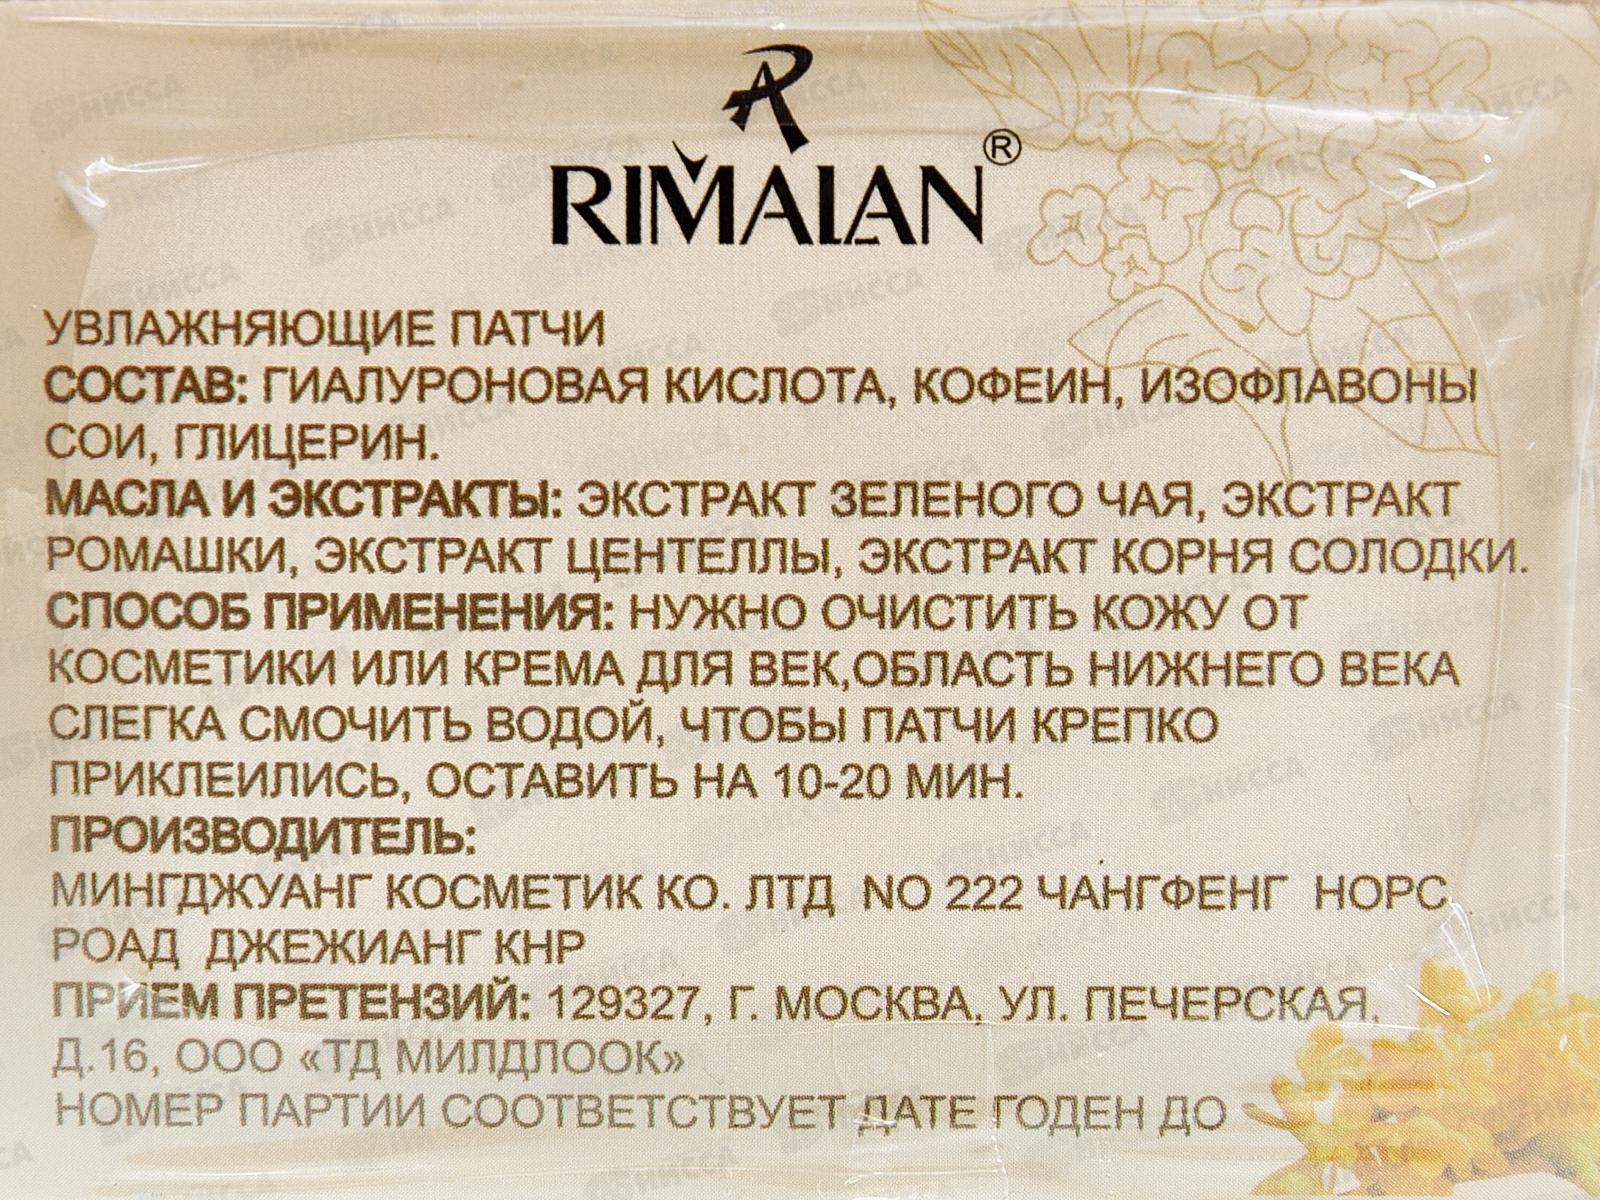 RIMALAN®
УВЛАЖНЯЮЩИЕ ПАТЧИ
СОСТАВ: ГИАЛУРОНОВАЯ КИСЛОТА, КОФЕИН, ИЗОФЛАВОНЫ
СОИ, ГЛИЦЕРИН.
МАСЛА И ЭКСТРАКТЫ: ЭКСТРАКТ ЗЕЛЕНОГО ЧАЯ, ЭКСТРАКТ
РОМАШКИ, ЭКСТРАКТ ЦЕНТЕЛЛЫ, ЭКСТРАКТ КОРНЯ СОЛОДКИ.
СПОСОБ ПРИМЕНЕНИЯ: НУЖНО ОЧИСТИТЬ КОЖУ ОТ
КОСМЕТИКИ ИЛИ КРЕМА ДЛЯ ВЕК,ОБЛАСТЬ НИЖНЕГО ВЕКА
СЛЕГКА СМОЧИТЬ ВОДОЙ, ЧТОБЫ ПАТЧИ КРЕПКО
ПРИКЛЕИЛИСЬ, ОСТАВИТЬ НА 10-20 МИН.
ПРОИЗВОДИТЕЛЬ:
МИНГДЖУАНГ КОСМЕТИК КО. ЛТД NO 222 ЧАНГФЕНГ НОРС
РОАД ДЖЕЖИАНГ КНР
ПРИЕМ ПРЕТЕНЗИЙ: 129327, Г. МОСКВА, УЛ. ПЕЧЕРСКАЯ,
Д.16, ООО «ТД МИЛДЛООК»
НОМЕР ПАРТИИ СООТВЕТСТВУЕТ ДАТЕ ГОДЕН ДО